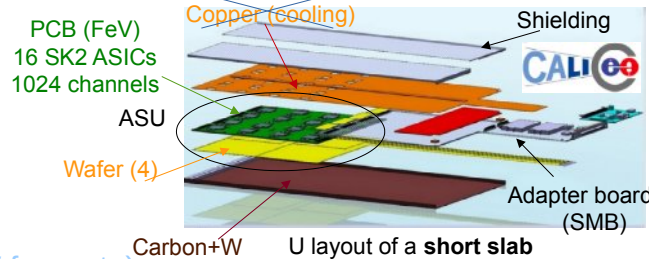 Copper (cooling)
Shielding
PCB (FeV)
16 SK2 ASICs
1024 channels
CALICE
ASU
Wafer (4)
Adapter board
(SMB)
Carbon+W
U layout of a short slab